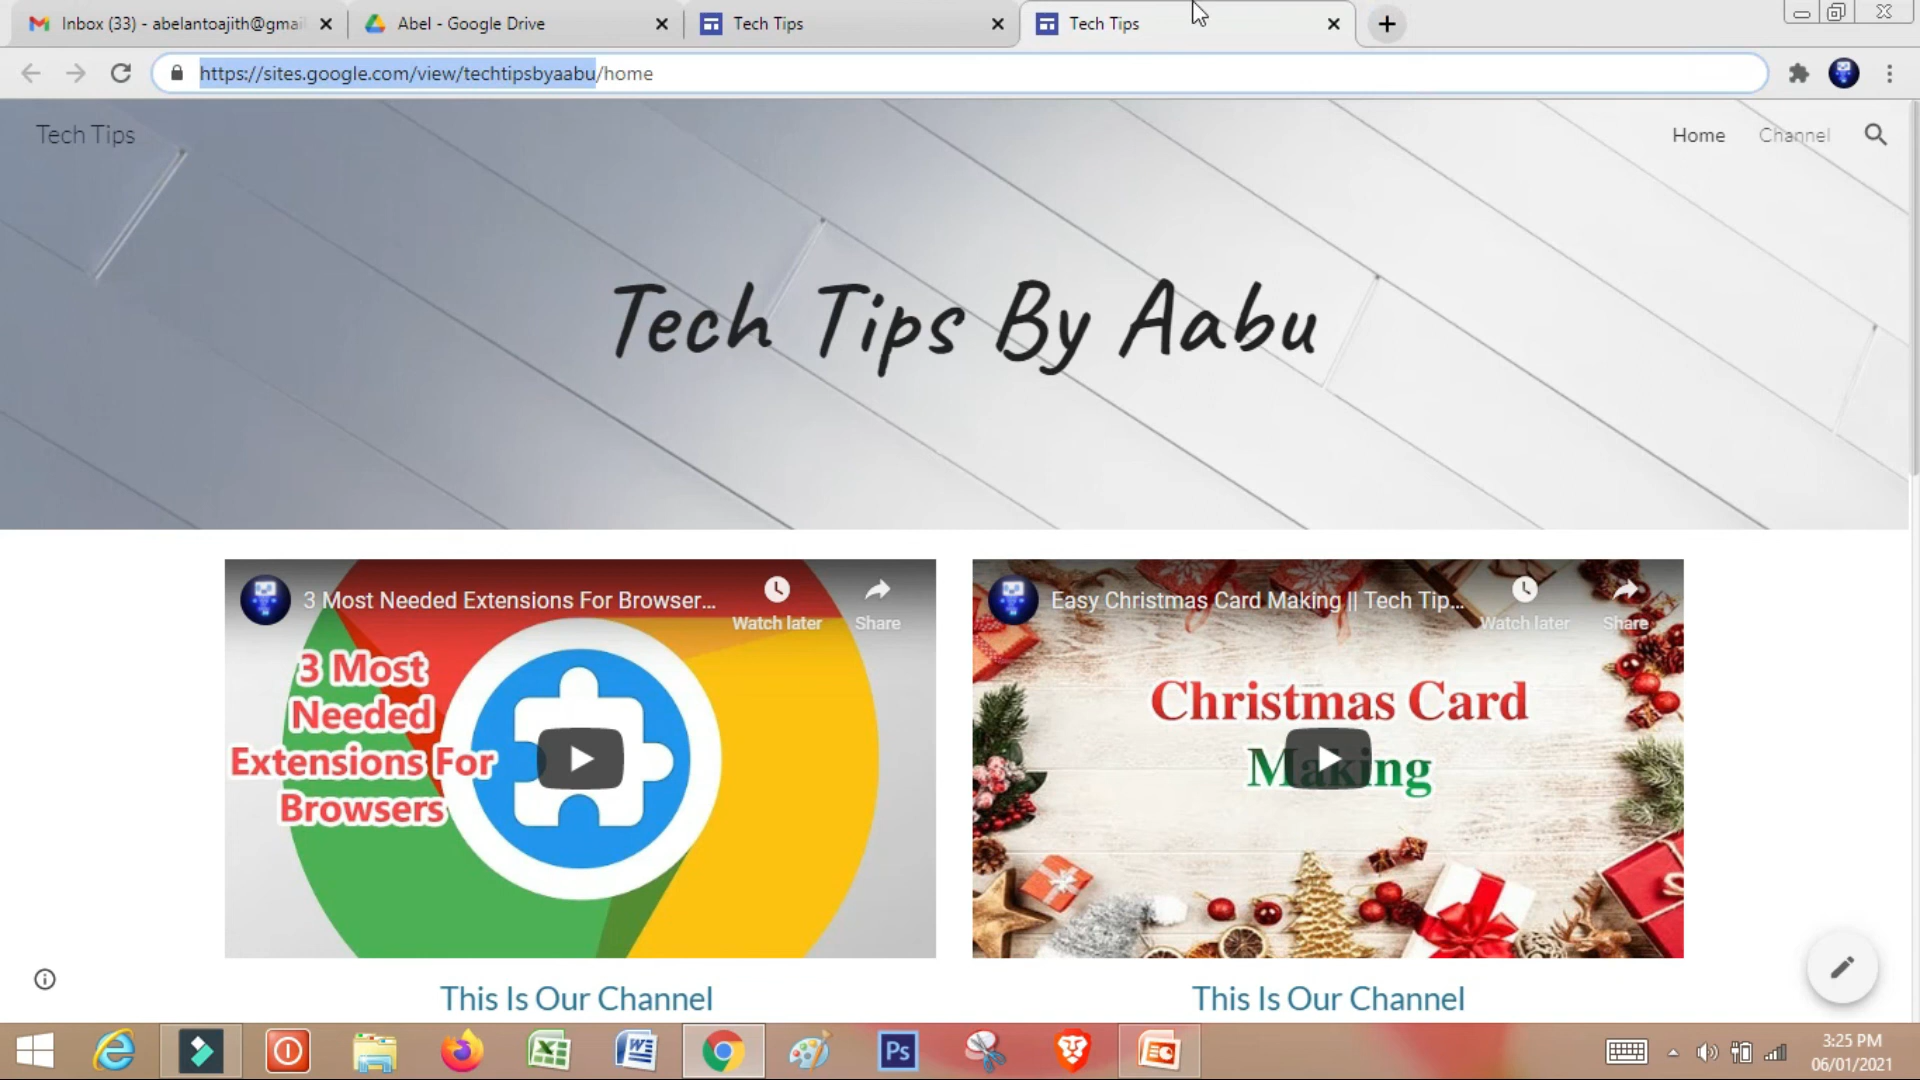 Inbox (33) - abelantoajith@gmai
Abel - Google Drive
Tech Tips
Tech Tips
https://sites.google.com/view/techtipsbyaabu/home
Tech Tips
Home
Channel
Tech Tips By Aabu
3 Most Needed Extensions For Browser...
Watch later
Share
3 Most
Needed
Extensions For
Browsers
Easy Christmas Card Making || Tech Tip...
Watch later
Share
Christmas Card
Making
This Is Our Channel
This Is Our Channel
Ps
3:25 PM
06/01/2021